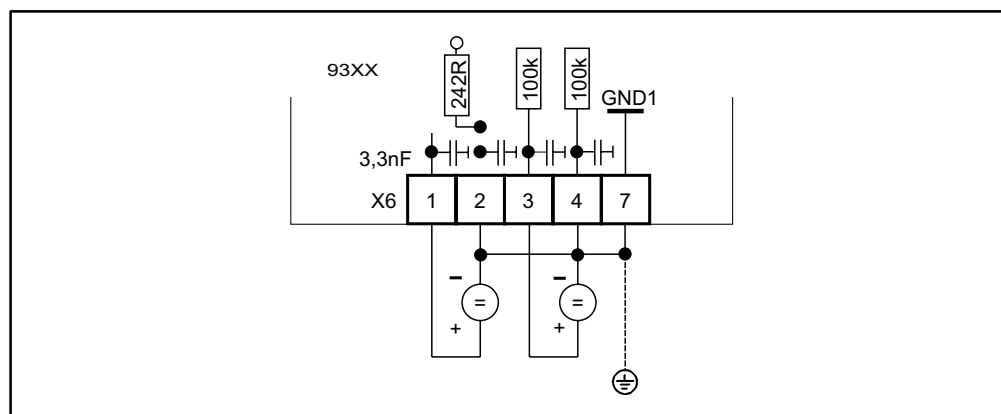 93XX
242R
100k
100k
GND1
3,3nF
X6 1 2 3 4 7
− −
= =
+ +